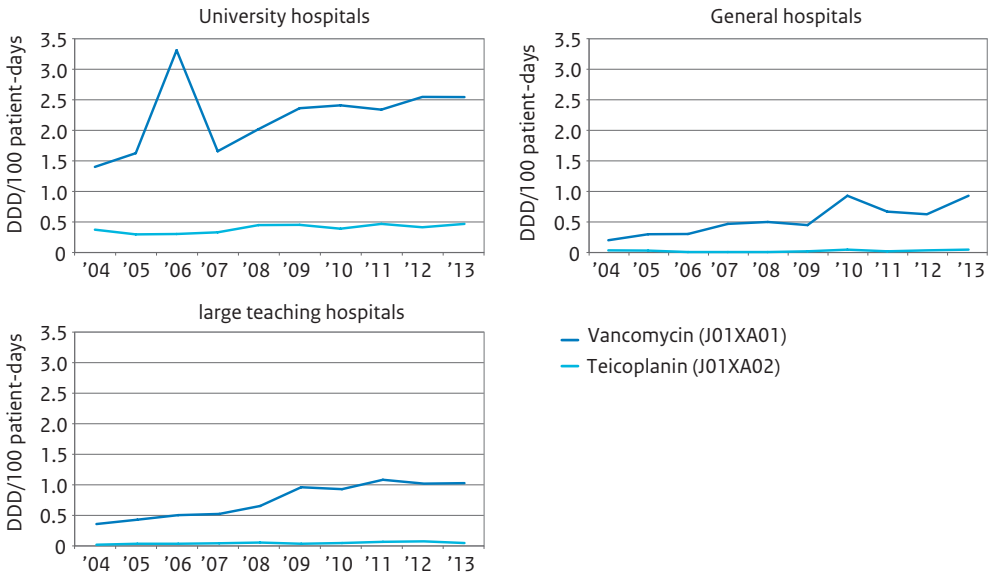 University hospitals
DDD/100 patient-days
3.5
3.0
2.5
2.0
1.5
1.0
0.5
0
’04 ’05 ’06 ’07 ’08 ’09 ’10 ’11 ’12 ’13
General hospitals
DDD/100 patient-days
3.5
3.0
2.5
2.0
1.5
1.0
0.5
0
’04 ’05 ’06 ’07 ’08 ’09 ’10 ’11 ’12 ’13
large teaching hospitals
DDD/100 patient-days
3.5
3.0
2.5
2.0
1.5
1.0
0.5
0
’04 ’05 ’06 ’07 ’08 ’09 ’10 ’11 ’12 ’13
Vancomycin (J01XA01)
Teicoplanin (J01XA02)